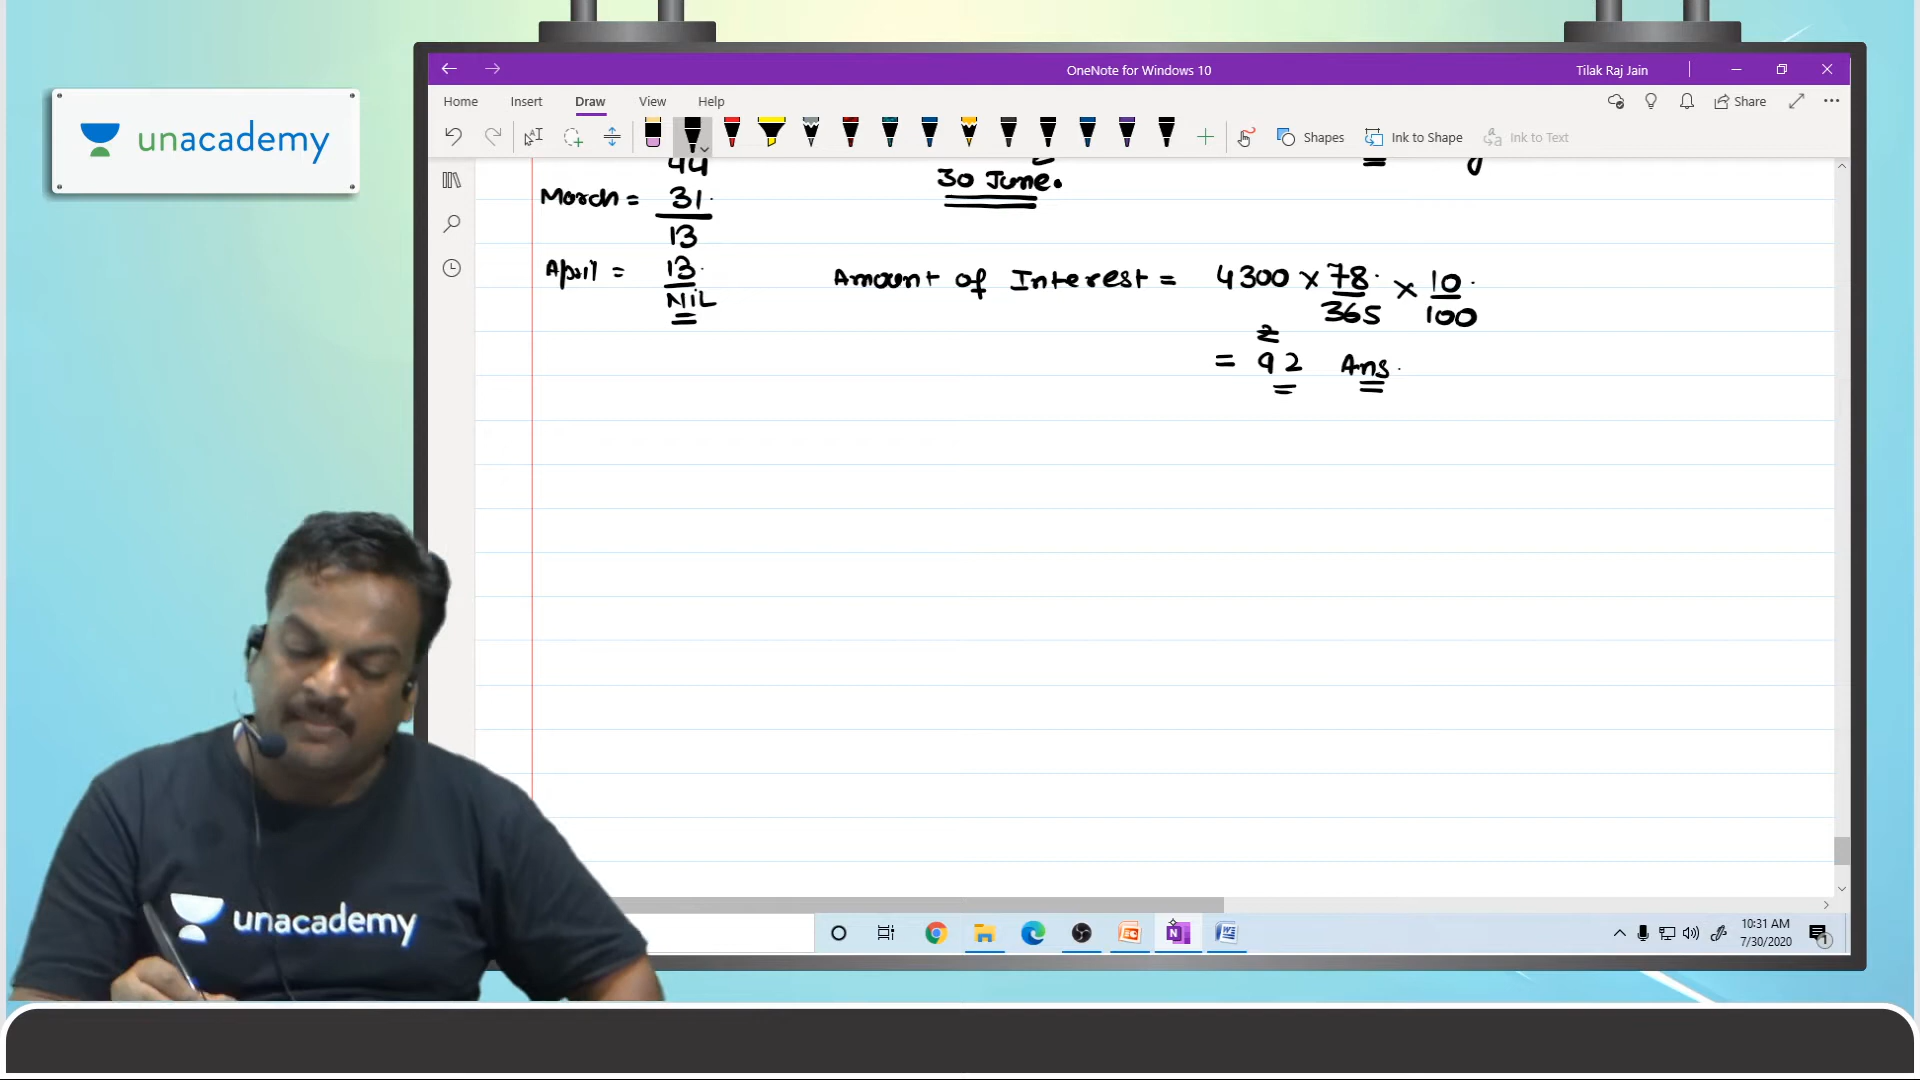 unacademy
OneNote for Windows 10
Tilak Raj Jain
Home Insert Draw View Help
Share
Shapes
Ink to Shape
Ink to Text
44
March = 31
13
April = 13
NIL
30 June.
Amount of Interest = 4300 × 78/365 × 10/100
= 92 Ans.
unacademy
10:31 AM
7/30/2020
1